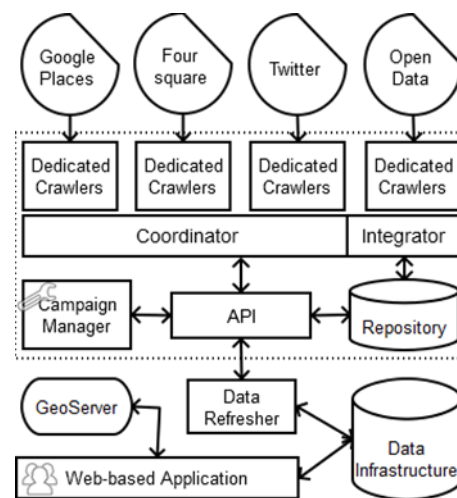 Google
Places
Four
square
Twitter
Open
Data
Dedicated
Crawlers
Dedicated
Crawlers
Dedicated
Crawlers
Dedicated
Crawlers
Coordinator
Integrator
Campaign
Manager
API
Repository
GeoServer
Data
Refresher
Data
Infrastructure
Web-based Application